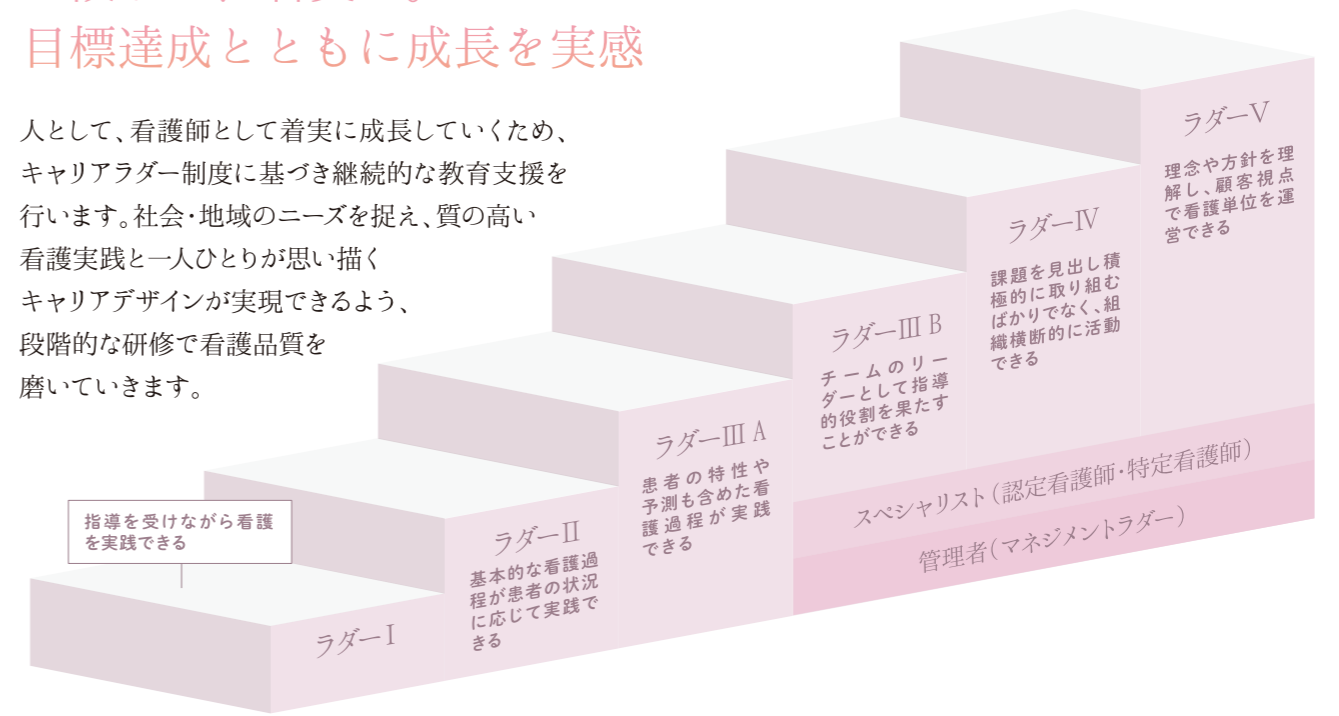 目標達成とともに成長を実感
人として、看護師として着実に成長していくため、
キャリアラダー制度に基づき継続的な教育支援を
行います。社会・地域のニーズを捉え、質の高い
看護実践と一人ひとりが思い描く
キャリアデザインが実現できるよう、
段階的な研修で看護品質を
磨いていきます。
指導を受けながら看護
を実践できる
ラダーⅠ
ラダーⅡ
基本的な看護過
程が患者の状況
に応じて実践で
きる
ラダーⅢ A
患者の特性や
予測も含めた看
護過程が実践
できる
ラダーⅢ B
チームのリー
ダーとして指導
的役割を果たす
ことができる
ラダーⅣ
課題を見出し積
極的に取り組む
ばかりでなく、組
織横断的に活動
できる
ラダーⅤ
理念や方針を理
解し、顧客視点
で看護単位を運
営できる
スペシャリスト（認定看護師・特定看護師）
管理者（マネジメントラダー）